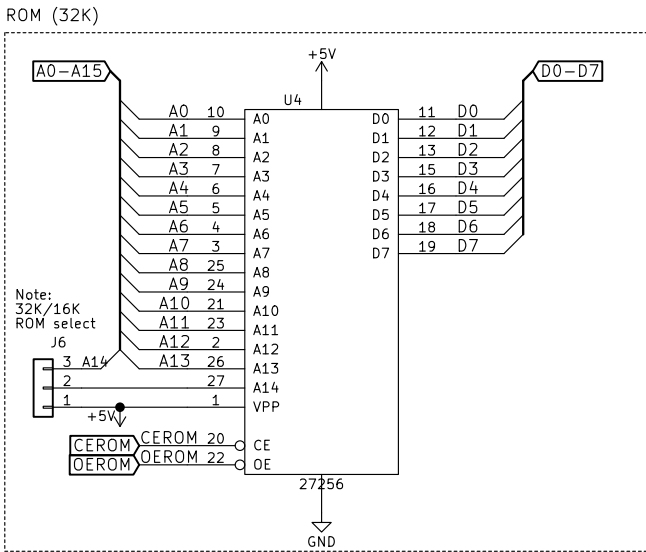 ROM (32K)
+5V
A0-A15
D0-D7
U4
A0 10 A0 D0 11 D0
A1 9 A1 D1 12 D1
A2 8 A2 D2 13 D2
A3 7 A3 D3 15 D3
A4 6 A4 D4 16 D4
A5 5 A5 D5 17 D5
A6 4 A6 D6 18 D6
A7 3 A7 D7 19 D7
A8 25 A8
A9 24 A9
A10 21 A10
A11 23 A11
A12 2 A12
A13 26 A13
Note:
32K/16K
ROM select
J6
3 A14
2 27 A14
1 1 VPP
+5V
CEROM CEROM 20 CE
OEROM OEROM 22 OE
27256
GND